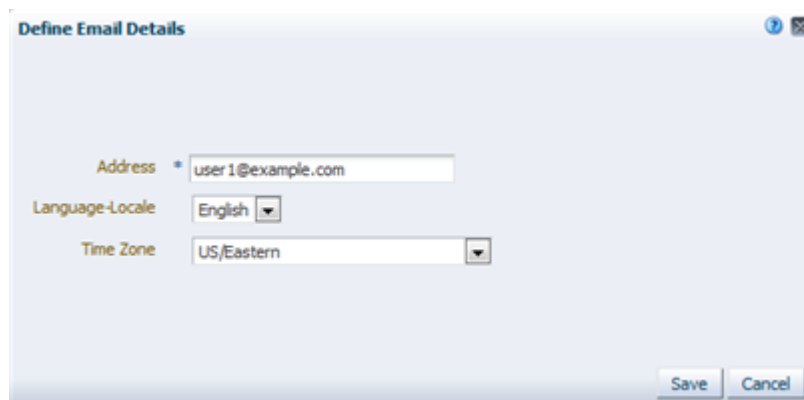 Define Email Details
Address * user1@example.com
Language-Locale English
Time Zone US/Eastern
Save Cancel